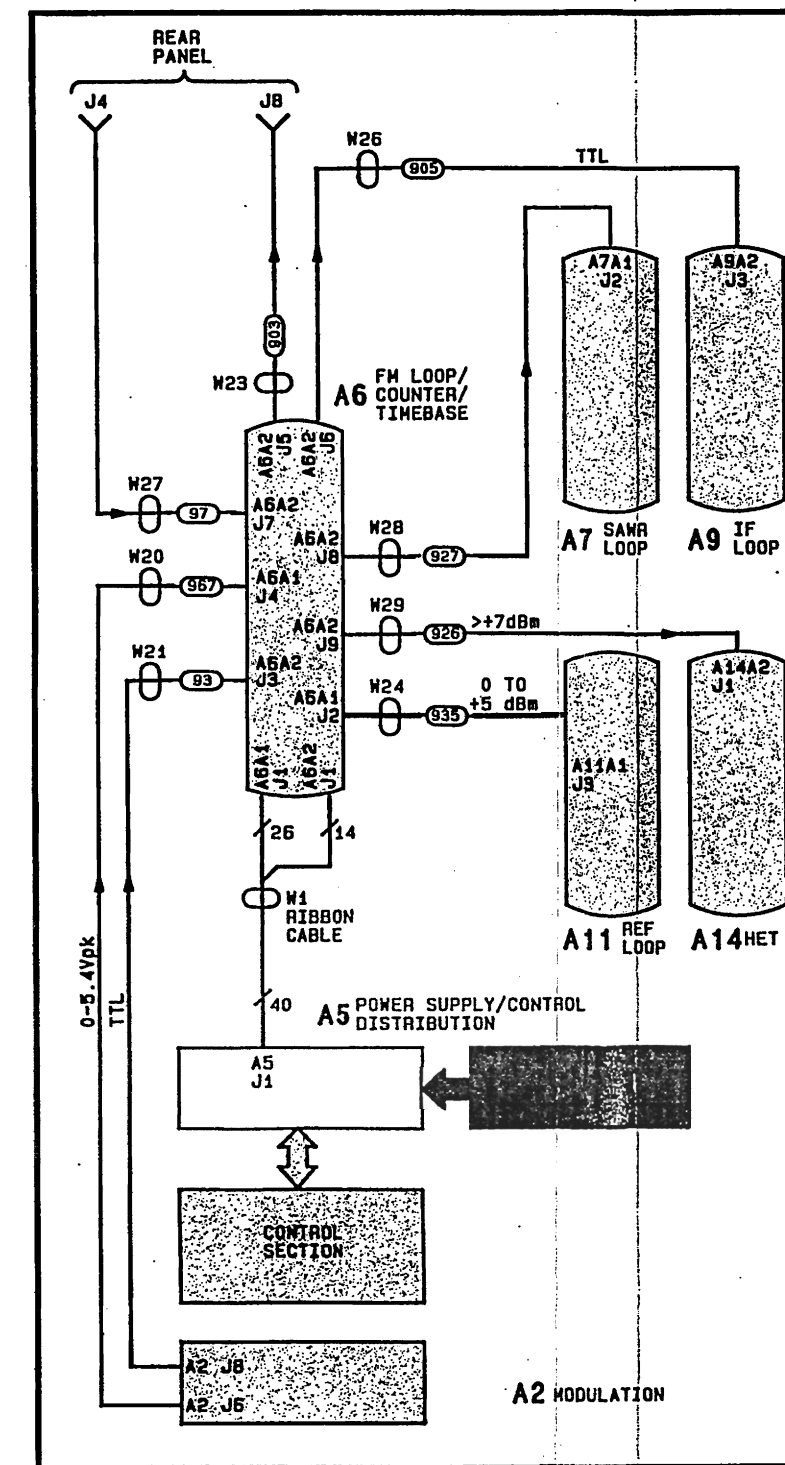 REAR
PANEL
J4
J8
W26
905
TTL
A7A1
J2
A9A2
J3
903
W23
A6 FM LOOP/
COUNTER/
TIMEBASE
A6A2
J5
A6A2
J6
W27
97
A6A2
J7
W28
A6A2
J8
927
A7 SAWR
LOOP
A9 IF
LOOP
W20
967
A6A1
J4
W29
A6A2
J9
926
>+7dBm
W21
93
A6A2
J3
A14A2
J1
A6A1
J2
W24
935
0 TO
+5 dBm
A6A1
J1
A6A2
J1
A11A1
J3
26
14
W1
RIBBON
CABLE
A11 REF
LOOP
A14 HET
0-5.4Vpk
TTL
40
A5 POWER SUPPLY/CONTROL
DISTRIBUTION
A5
J1
CONTROL
SECTION
A2 J8
A2 J6
A2 MODULATION